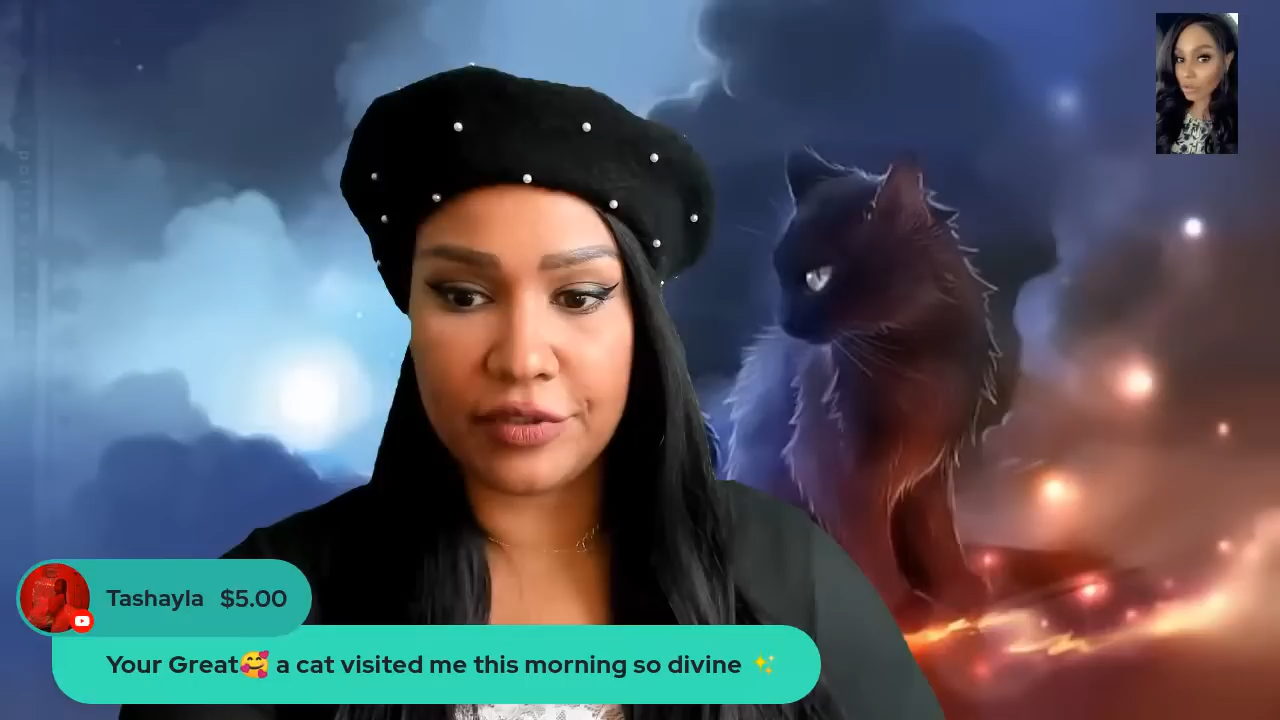 Tashayla $5.00
Your Great🥰 a cat visited me this morning so divine ✨